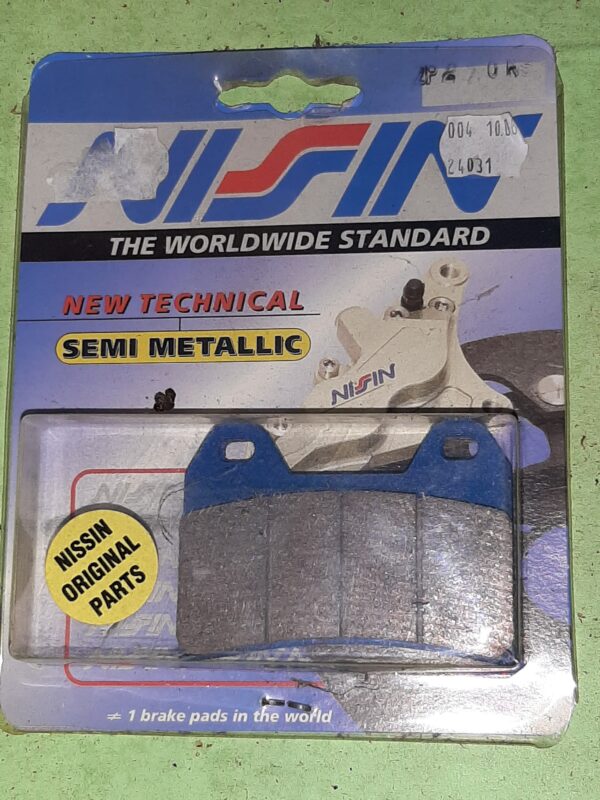 004 10.00
24031
NISSIN
THE WORLDWIDE STANDARD
NEW TECHNICAL
SEMI METALLIC
NISSIN
NISSIN
ORIGINAL
PARTS
≠ 1 brake pads in the world